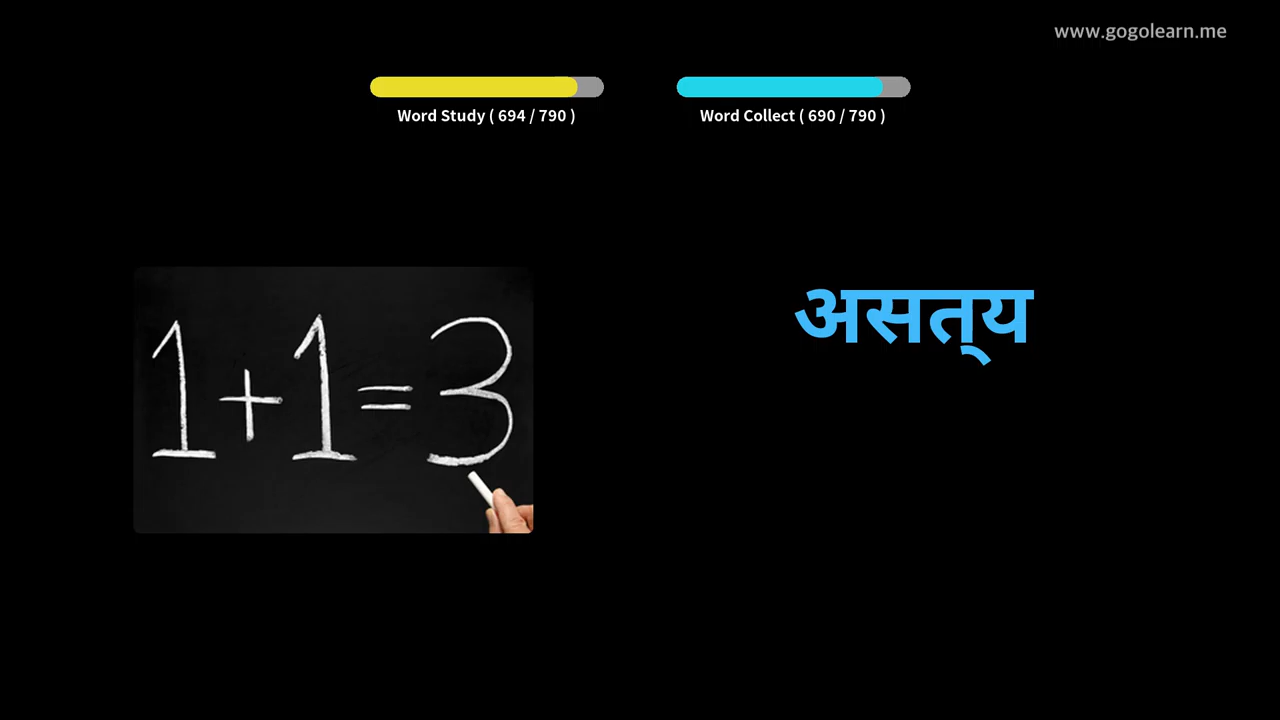 www.gogolearn.me
Word Study ( 694 / 790 )
Word Collect ( 690 / 790 )
1+1=3
असत्य